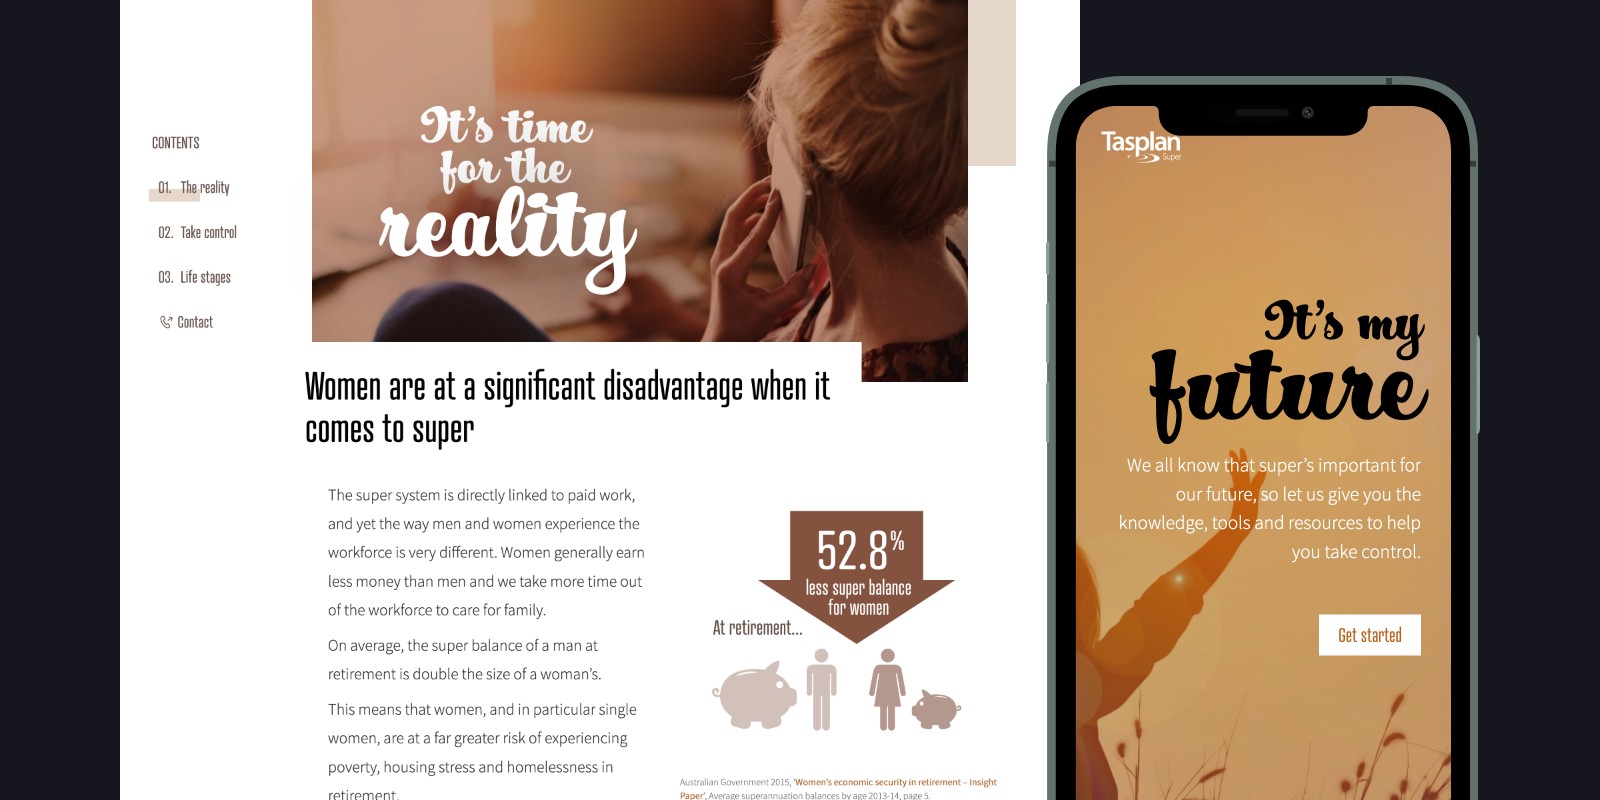 CONTENTS
01. The reality
02. Take control
03. Life stages
Contact
It's time
for the
reality
Women are at a significant disadvantage when it
comes to super
The super system is directly linked to paid work,
and yet the way men and women experience the
workforce is very different. Women generally earn
less money than men and we take more time out
of the workforce to care for family.
On average, the super balance of a man at
retirement is double the size of a woman's.
This means that women, and in particular single
women, are at a far greater risk of experiencing
poverty, housing stress and homelessness in
retirement.
52.8%
less super balance
for women
At retirement...
Australian Government 2015, 'Women's economic security in retirement – Insight
Paper', Average superannuation balances by age 2013-14, page 5.
Tasplan
Super
It's my
future
We all know that super's important for
our future, so let us give you the
knowledge, tools and resources to help
you take control.
Get started